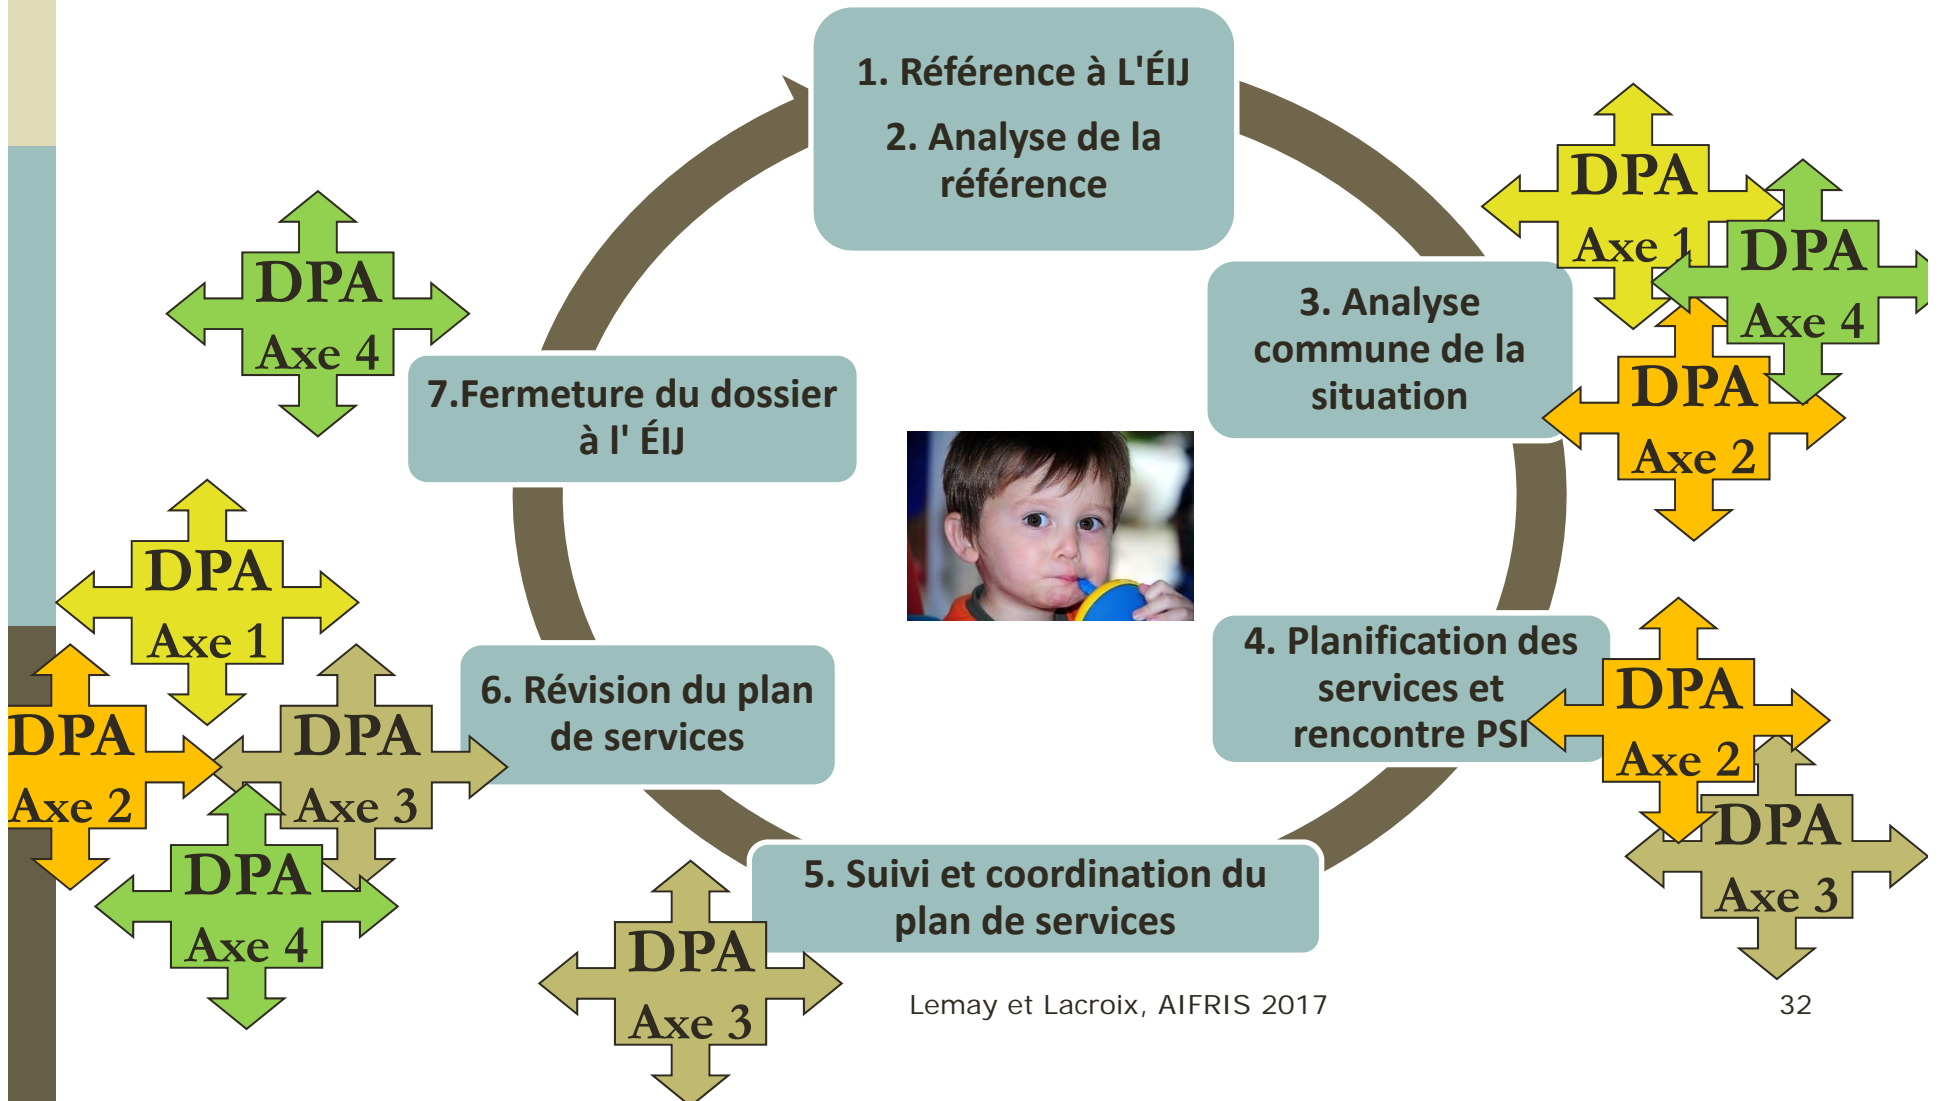 1. Référence à L'ÉIJ
2. Analyse de la
référence
DPA
Axe 1
DPA
Axe 4
DPA
Axe 2
3. Analyse
commune de la
situation
4. Planification des
services et
rencontre PSI
DPA
Axe 2
DPA
Axe 3
5. Suivi et coordination du
plan de services
DPA
Axe 3
6. Révision du plan
de services
DPA
Axe 1
DPA
Axe 2
DPA
Axe 3
DPA
Axe 4
7.Fermeture du dossier
à l' ÉIJ
DPA
Axe 4
Lemay et Lacroix, AIFRIS 2017
32